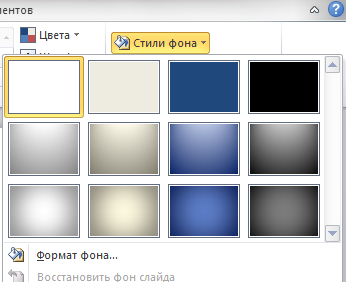 ментов
Цвета
Стили фона
Формат фона...
Восстановить фон слайда